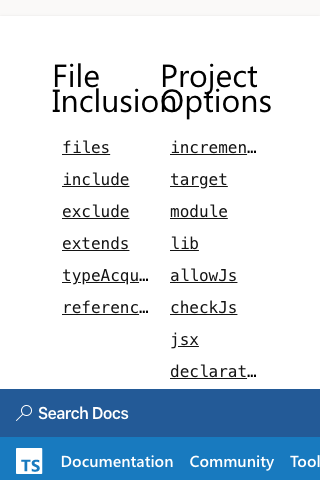 File
Inclusion
files
include
exclude
extends
typeAcqu…
referenc…
Project
Options
incremen…
target
module
lib
allowJs
checkJs
jsx
declarat…
Search Docs
TS
Documentation Community Tool